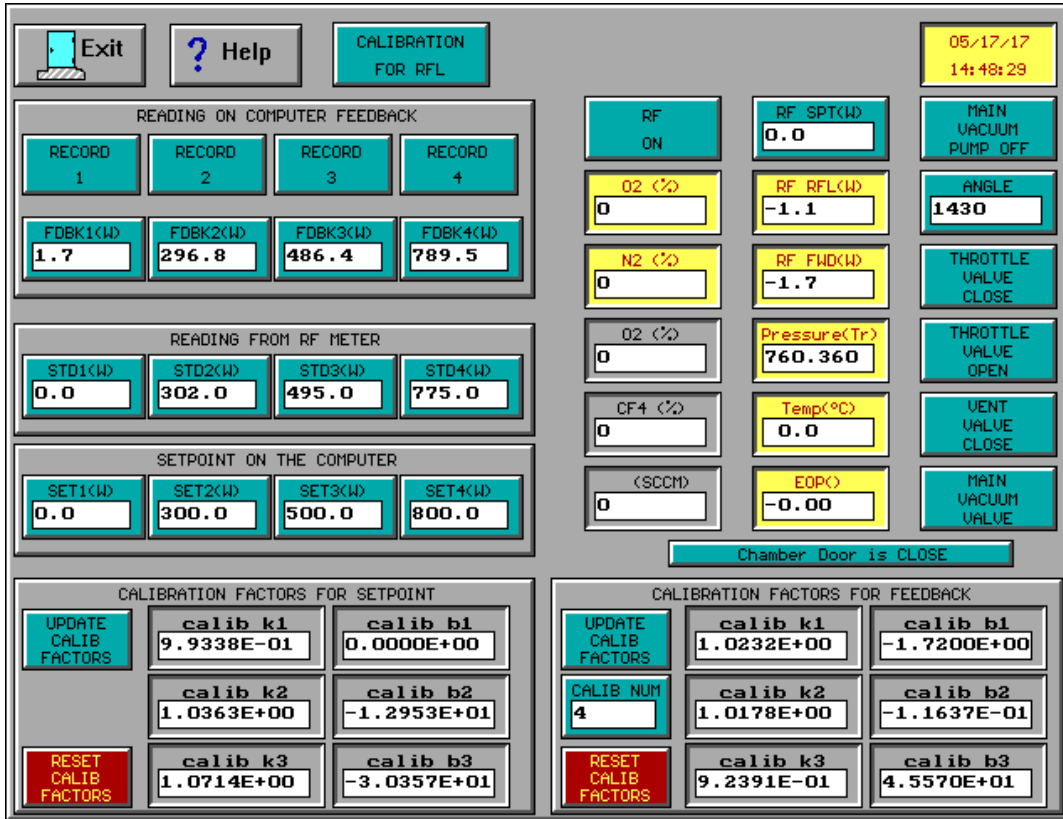 Exit
Help
CALIBRATION
FOR RFL
05/17/17
14:48:29
READING ON COMPUTER FEEDBACK
RECORD
1
RECORD
2
RECORD
3
RECORD
4
FDBK1(W)
1.7
FDBK2(W)
296.8
FDBK3(W)
486.4
FDBK4(W)
789.5
READING FROM RF METER
STD1(W)
0.0
STD2(W)
302.0
STD3(W)
495.0
STD4(W)
775.0
SETPOINT ON THE COMPUTER
SET1(W)
0.0
SET2(W)
300.0
SET3(W)
500.0
SET4(W)
800.0
RF
ON
RF SPT(W)
0.0
MAIN
VACUUM
PUMP OFF
O2 (%)
0
RF RFL(W)
-1.1
ANGLE
1430
N2 (%)
0
RF FWD(W)
-1.7
THROTTLE
VALVE
CLOSE
O2 (%)
0
Pressure(Tr)
760.360
THROTTLE
VALVE
OPEN
CF4 (%)
0
Temp(°C)
0.0
VENT
VALVE
CLOSE
(SCCM)
0
EOP()
-0.00
MAIN
VACUUM
VALVE
Chamber Door is CLOSE
CALIBRATION FACTORS FOR SETPOINT
UPDATE
CALIB
FACTORS
calib k1
9.9338E-01
calib b1
0.0000E+00
calib k2
1.0363E+00
calib b2
-1.2953E+01
RESET
CALIB
FACTORS
calib k3
1.0714E+00
calib b3
-3.0357E+01
CALIBRATION FACTORS FOR FEEDBACK
UPDATE
CALIB
FACTORS
calib k1
1.0232E+00
calib b1
-1.7200E+00
CALIB NUM
4
calib k2
1.0178E+00
calib b2
-1.1637E-01
RESET
CALIB
FACTORS
calib k3
9.2391E-01
calib b3
4.5570E+01